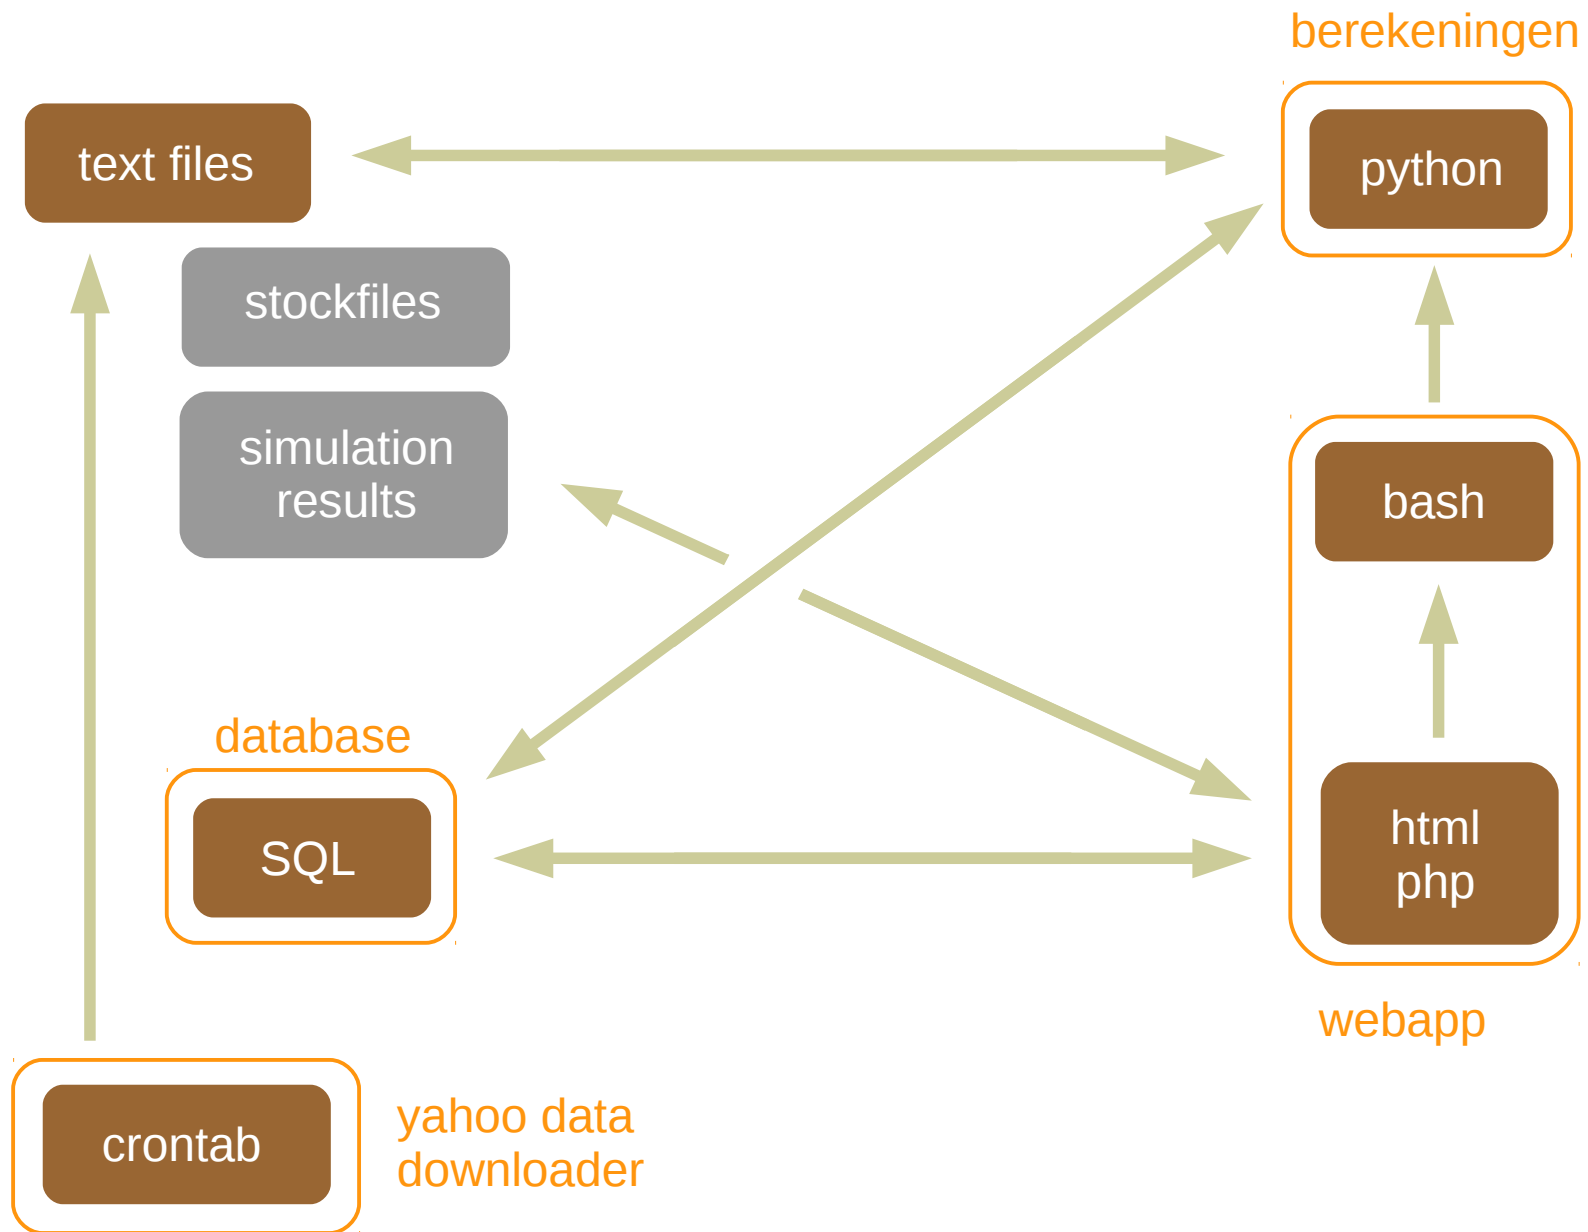 berekeningen
text files
python
stockfiles
simulation
results
bash
database
SQL
html
php
webapp
crontab
yahoo data
downloader